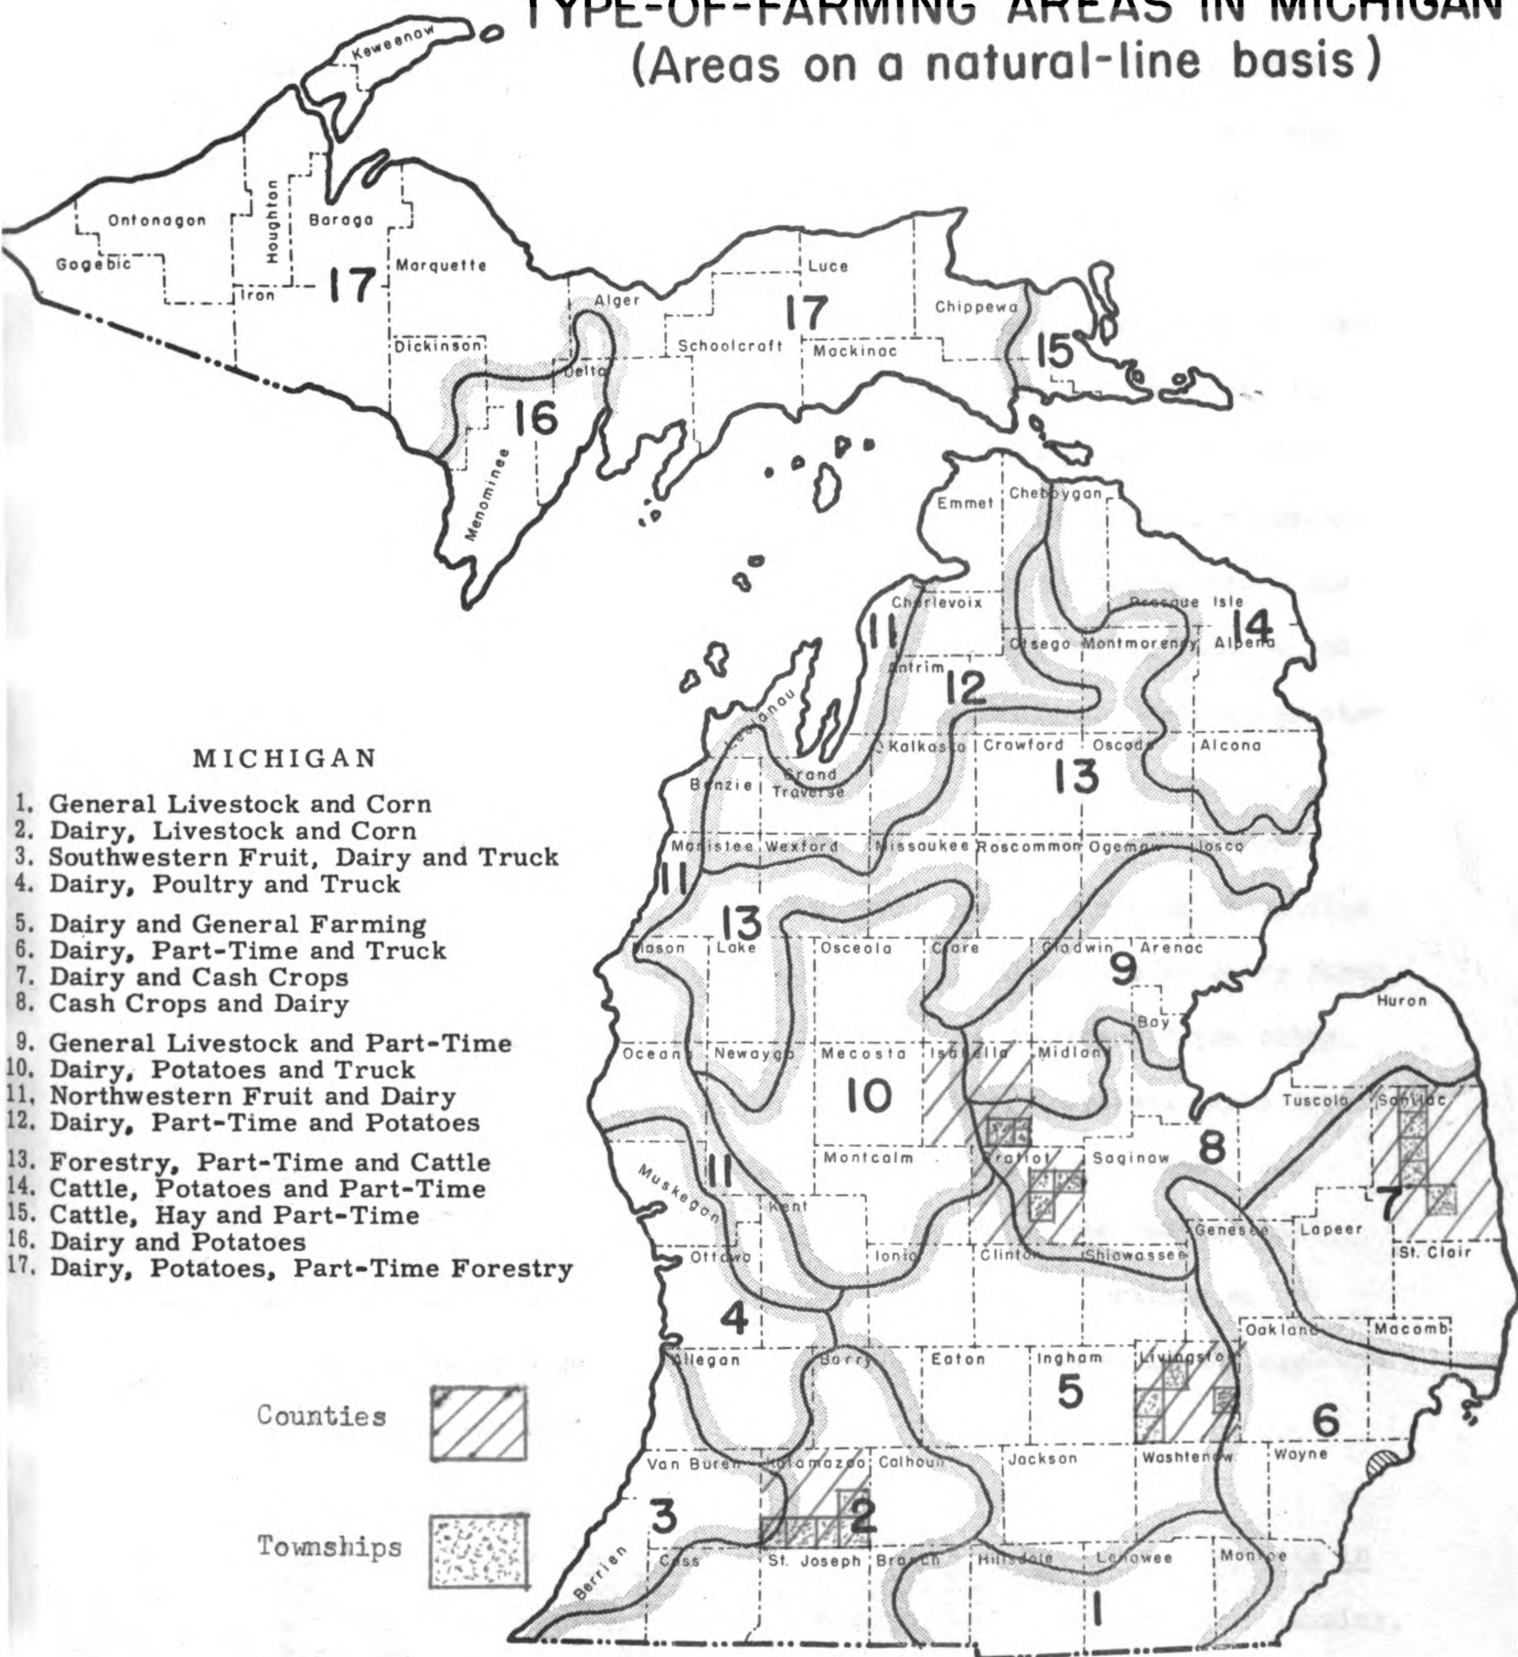 TYPE-OF-FARMING AREAS IN MICHIGAN
(Areas on a natural-line basis)
Keweenaw
Ontonagon
Houghton
Baraga
Gogebic
Iron
17
Marquette
Dickinson
Alger
Luce
17
Chippewa
Schoolcraft
Mackinac
15
Delta
16
Menominee
Emmet
Cheboygan
Charlevoix
Presque Isle
11
14
Otsego
Montmorency
Alpena
Antrim
12
Leelanau
Kalkaska
Crawford
Oscoda
Alcona
Benzie
Grand
Traverse
13
Manistee
Wexford
Missaukee
Roscommon
Ogemaw
Iosco
11
13
Mason
Lake
Osceola
Clare
Gladwin
Arenac
9
Huron
Bay
Oceana
Newaygo
Mecosta
Isabella
Midland
10
Tuscola
Sanilac
8
Montcalm
Gratiot
Saginaw
11
Muskegon
Kent
7
Genesee
Lapeer
Ottawa
Ionia
Clinton
Shiawassee
St. Clair
4
Oakland
Macomb
Allegan
Barry
Eaton
Ingham
Livingston
5
6
Van Buren
Kalamazoo
Calhoun
Jackson
Washtenaw
Wayne
3
2
Berrien
Cass
St. Joseph
Branch
Hillsdale
Lenawee
Monroe
1
MICHIGAN
1. General Livestock and Corn
2. Dairy, Livestock and Corn
3. Southwestern Fruit, Dairy and Truck
4. Dairy, Poultry and Truck
5. Dairy and General Farming
6. Dairy, Part-Time and Truck
7. Dairy and Cash Crops
8. Cash Crops and Dairy
9. General Livestock and Part-Time
10. Dairy, Potatoes and Truck
11. Northwestern Fruit and Dairy
12. Dairy, Part-Time and Potatoes
13. Forestry, Part-Time and Cattle
14. Cattle, Potatoes and Part-Time
15. Cattle, Hay and Part-Time
16. Dairy and Potatoes
17. Dairy, Potatoes, Part-Time Forestry
Counties
Townships